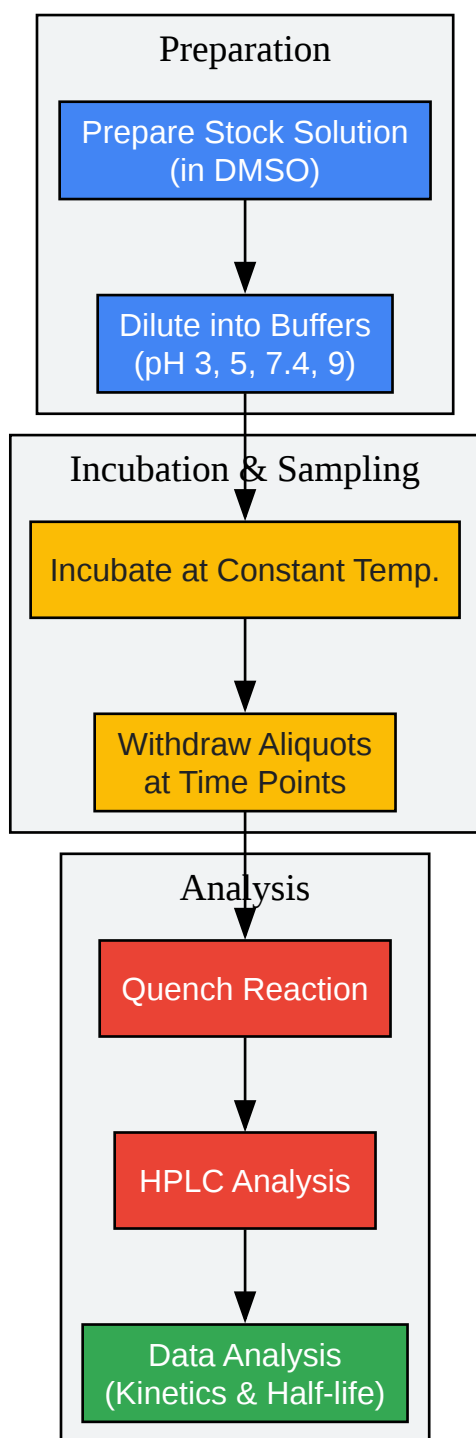 Preparation
Prepare Stock Solution
(in DMSO)
Dilute into Buffers
(pH 3, 5, 7.4, 9)
Incubation & Sampling
Incubate at Constant Temp.
Withdraw Aliquots
at Time Points
Analysis
Quench Reaction
HPLC Analysis
Data Analysis
(Kinetics & Half-life)